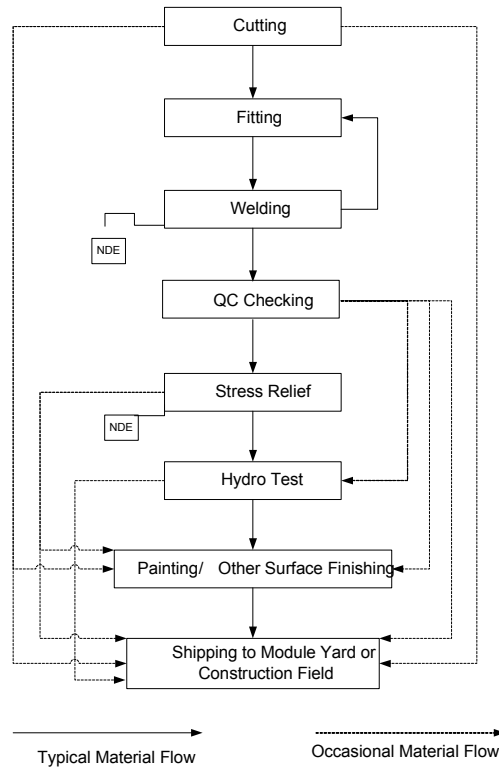 Cutting
Fitting
Welding
NDE
QC Checking
Stress Relief
NDE
Hydro Test
Painting/ Other Surface Finishing
Shipping to Module Yard or
Construction Field
Typical Material Flow
Occasional Material Flow